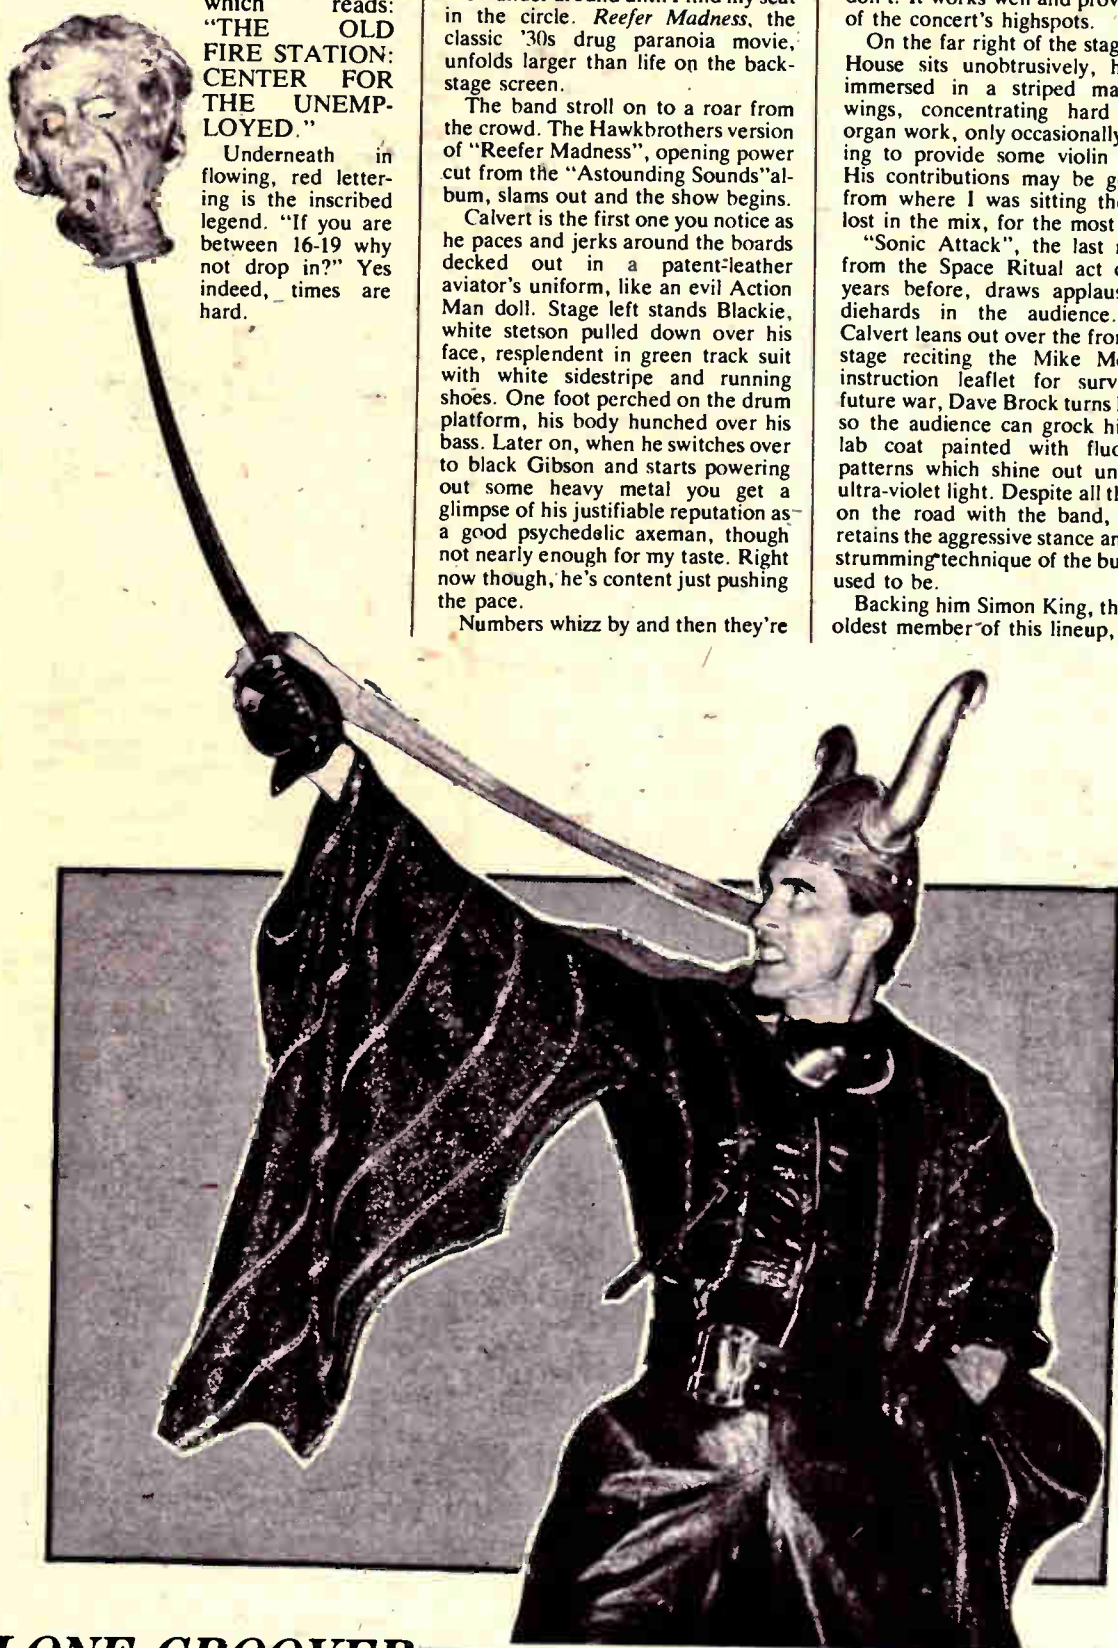 which reads:
“THE OLD
FIRE STATION:
CENTER FOR
THE UNEMP-
LOYED.”
Underneath in
flowing, red letter-
ing is the inscribed
legend. “If you are
between 16-19 why
not drop in?” Yes
indeed, times are
hard.
in the circle. Reefer Madness, the
classic '30s drug paranoia movie,
unfolds larger than life on the back-
stage screen.
The band stroll on to a roar from
the crowd. The Hawkbrothers version
of “Reefer Madness”, opening power
cut from the “Astounding Sounds”al-
bum, slams out and the show begins.
Calvert is the first one you notice as
he paces and jerks around the boards
decked out in a patent-leather
aviator's uniform, like an evil Action
Man doll. Stage left stands Blackie,
white stetson pulled down over his
face, resplendent in green track suit
with white sidestripe and running
shoes. One foot perched on the drum
platform, his body hunched over his
bass. Later on, when he switches over
to black Gibson and starts powering
out some heavy metal you get a
glimpse of his justifiable reputation as
a good psychedelic axeman, though
not nearly enough for my taste. Right
now though, he's content just pushing
the pace.
Numbers whizz by and then they're
of the concert's highspots.
On the far right of the stag
House sits unobtrusively, h
immersed in a striped ma
wings, concentrating hard
organ work, only occasionally
ing to provide some violin
His contributions may be g
from where I was sitting the
lost in the mix, for the most
“Sonic Attack”, the last
from the Space Ritual act
years before, draws applaus
diehards in the audience.
Calvert leans out over the fron
stage reciting the Mike Mo
instruction leaflet for surv
future war, Dave Brock turns
so the audience can grock hi
lab coat painted with fluo
patterns which shine out un
ultra-violet light. Despite all th
on the road with the band,
retains the aggressive stance an
strumming technique of the bu
used to be.
Backing him Simon King, th
oldest member of this lineup,
LONE GROOVER